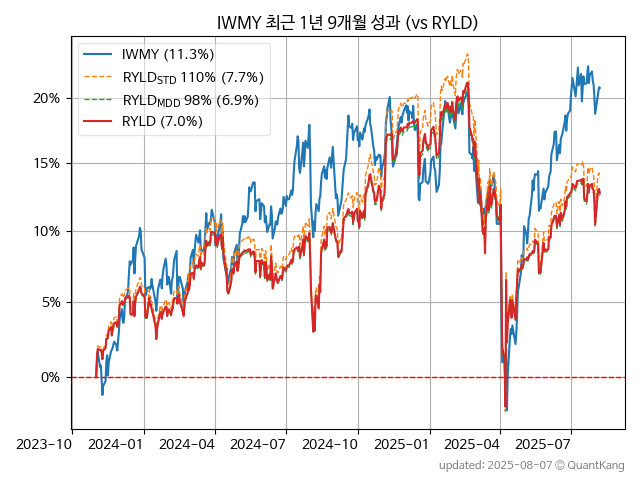 IWMY 최근 1년 9개월 성과 (vs RYLD)
IWMY (11.3%)
RYLD_STD 110% (7.7%)
RYLD_MDD 98% (6.9%)
RYLD (7.0%)
20%
15%
10%
5%
0%
2023-10 2024-01 2024-04 2024-07 2024-10 2025-01 2025-04 2025-07
updated: 2025-08-07 © QuantKang